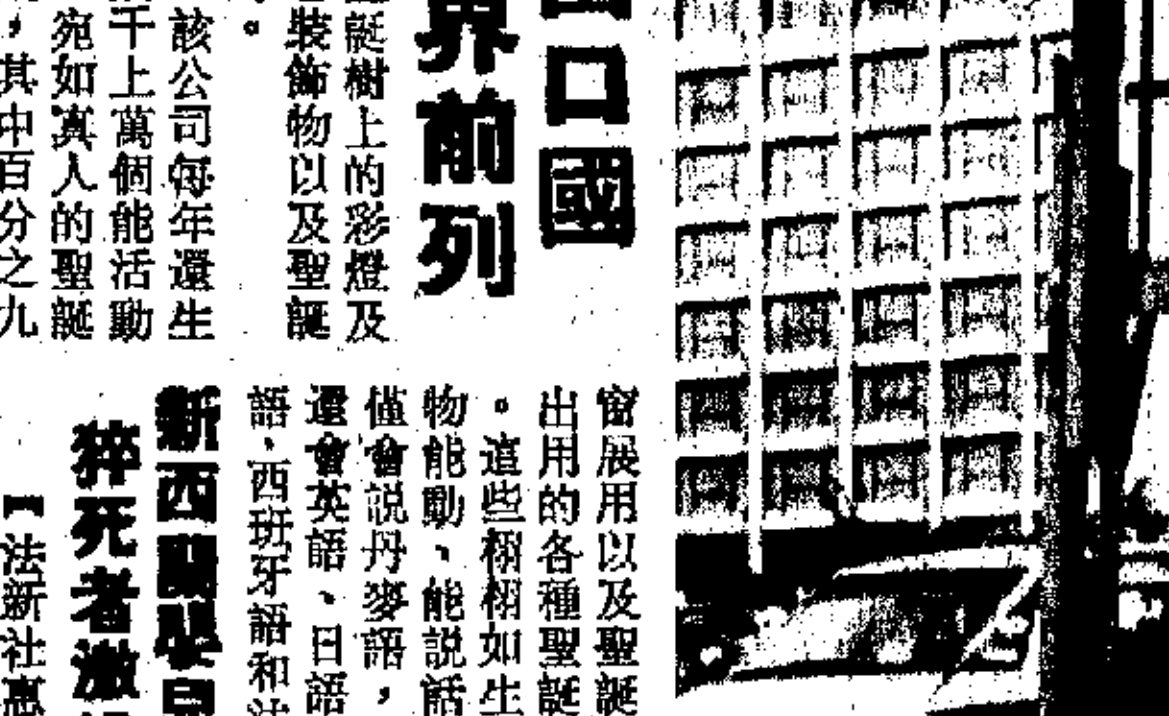 口國
界前列
誕樹上的彩燈及
裝飾物以及聖誕
。
該公司每年還生
千上萬個能活動
宛如真人的聖誕
，其中百分之九
窗展用以及聖誕
出用的各種聖誕
。這些栩栩如生
物能動、能說話
僅會說丹麥語，
還會英語、日語
語、西班牙語和法
新西蘭嬰兒
猝死者激
【法新社惠